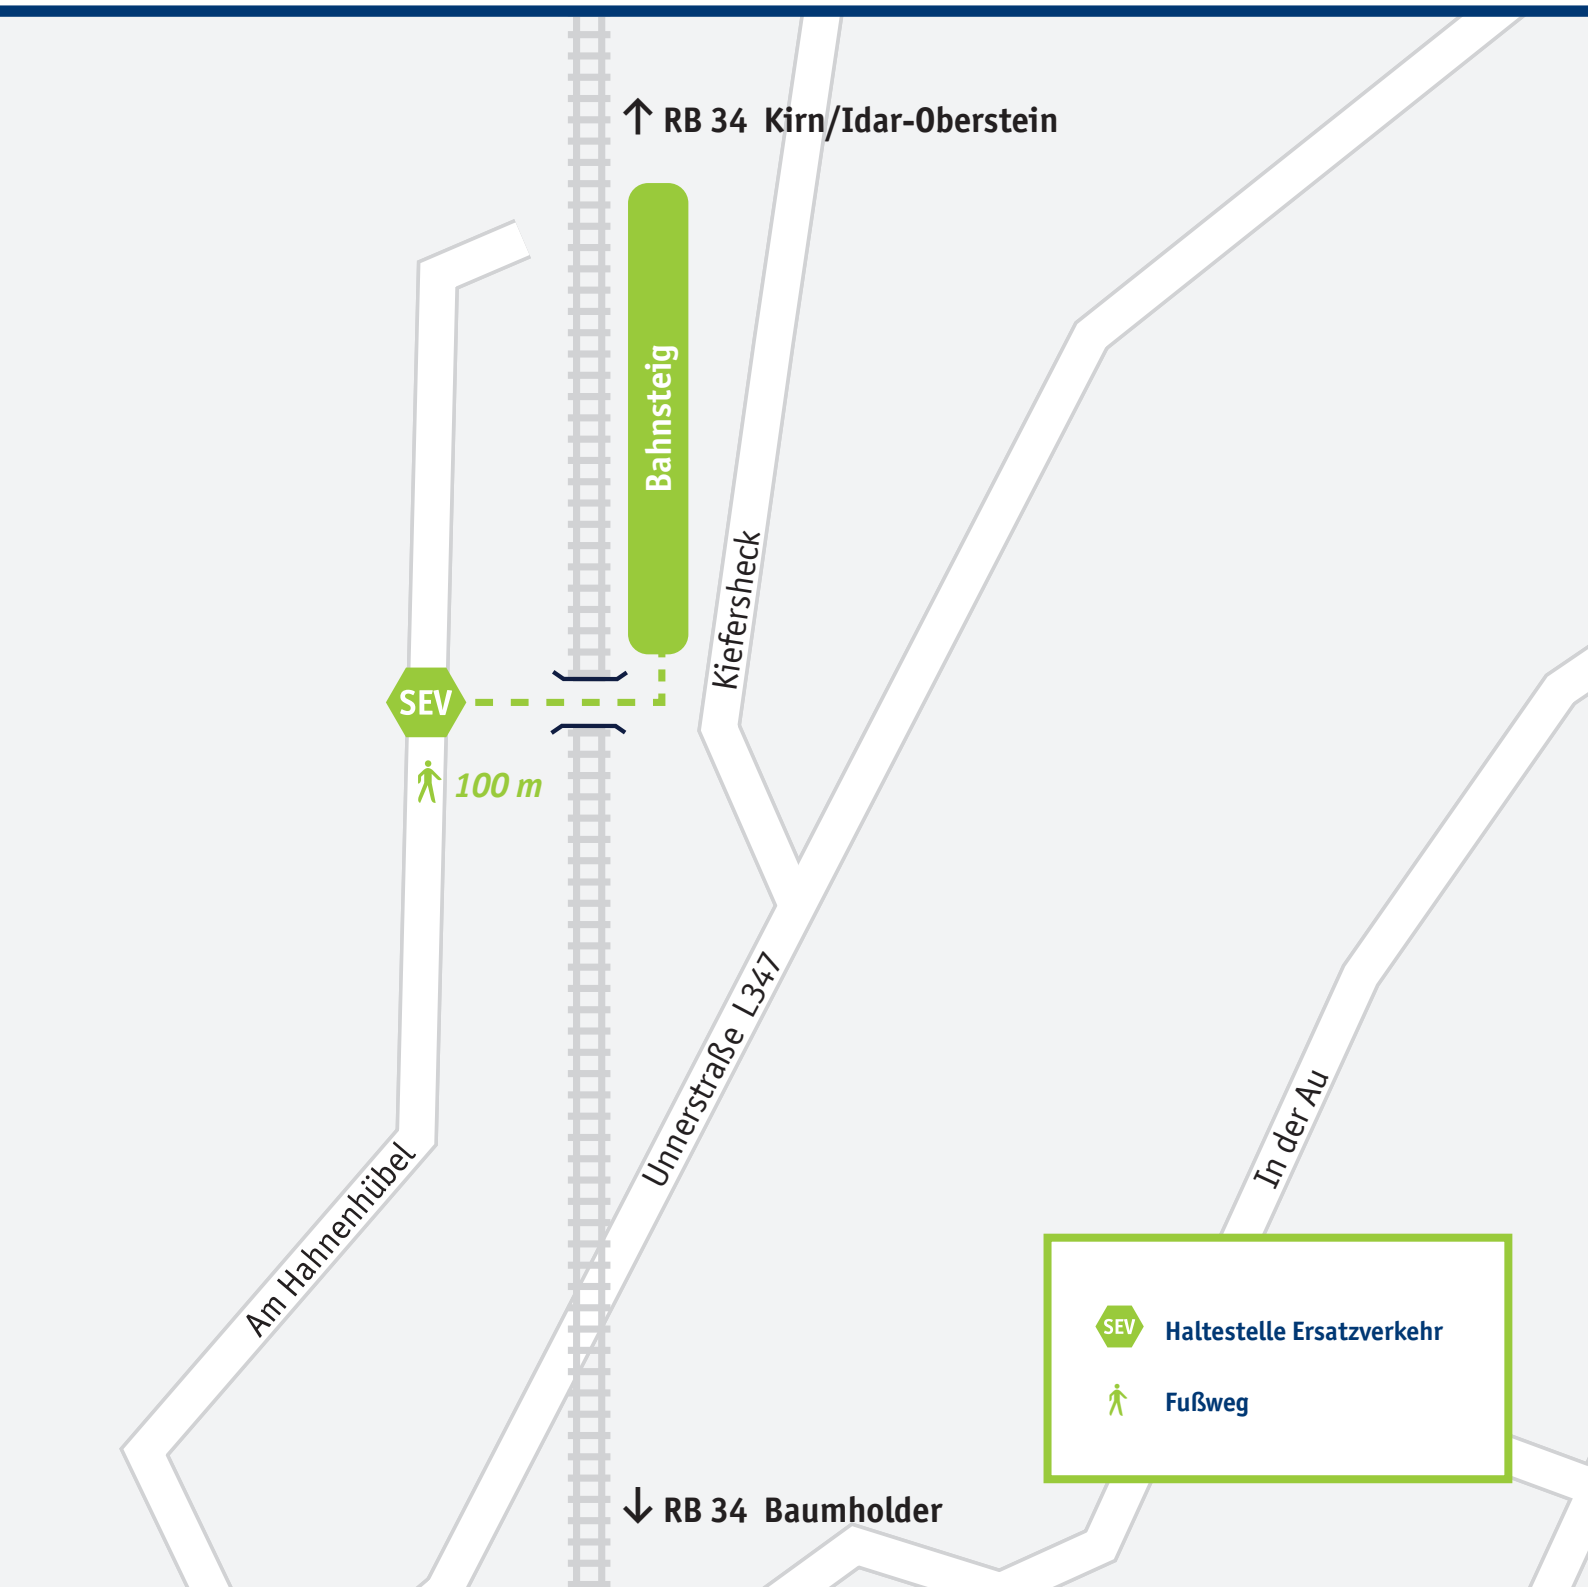 ↑ RB 34 Kirn/Idar-Oberstein
Bahnsteig
Kiefersheck
SEV
100 m
Unnerstraße L347
In der Au
Am Hahnenhübel
SEV Haltestelle Ersatzverkehr
Fußweg
↓ RB 34 Baumholder